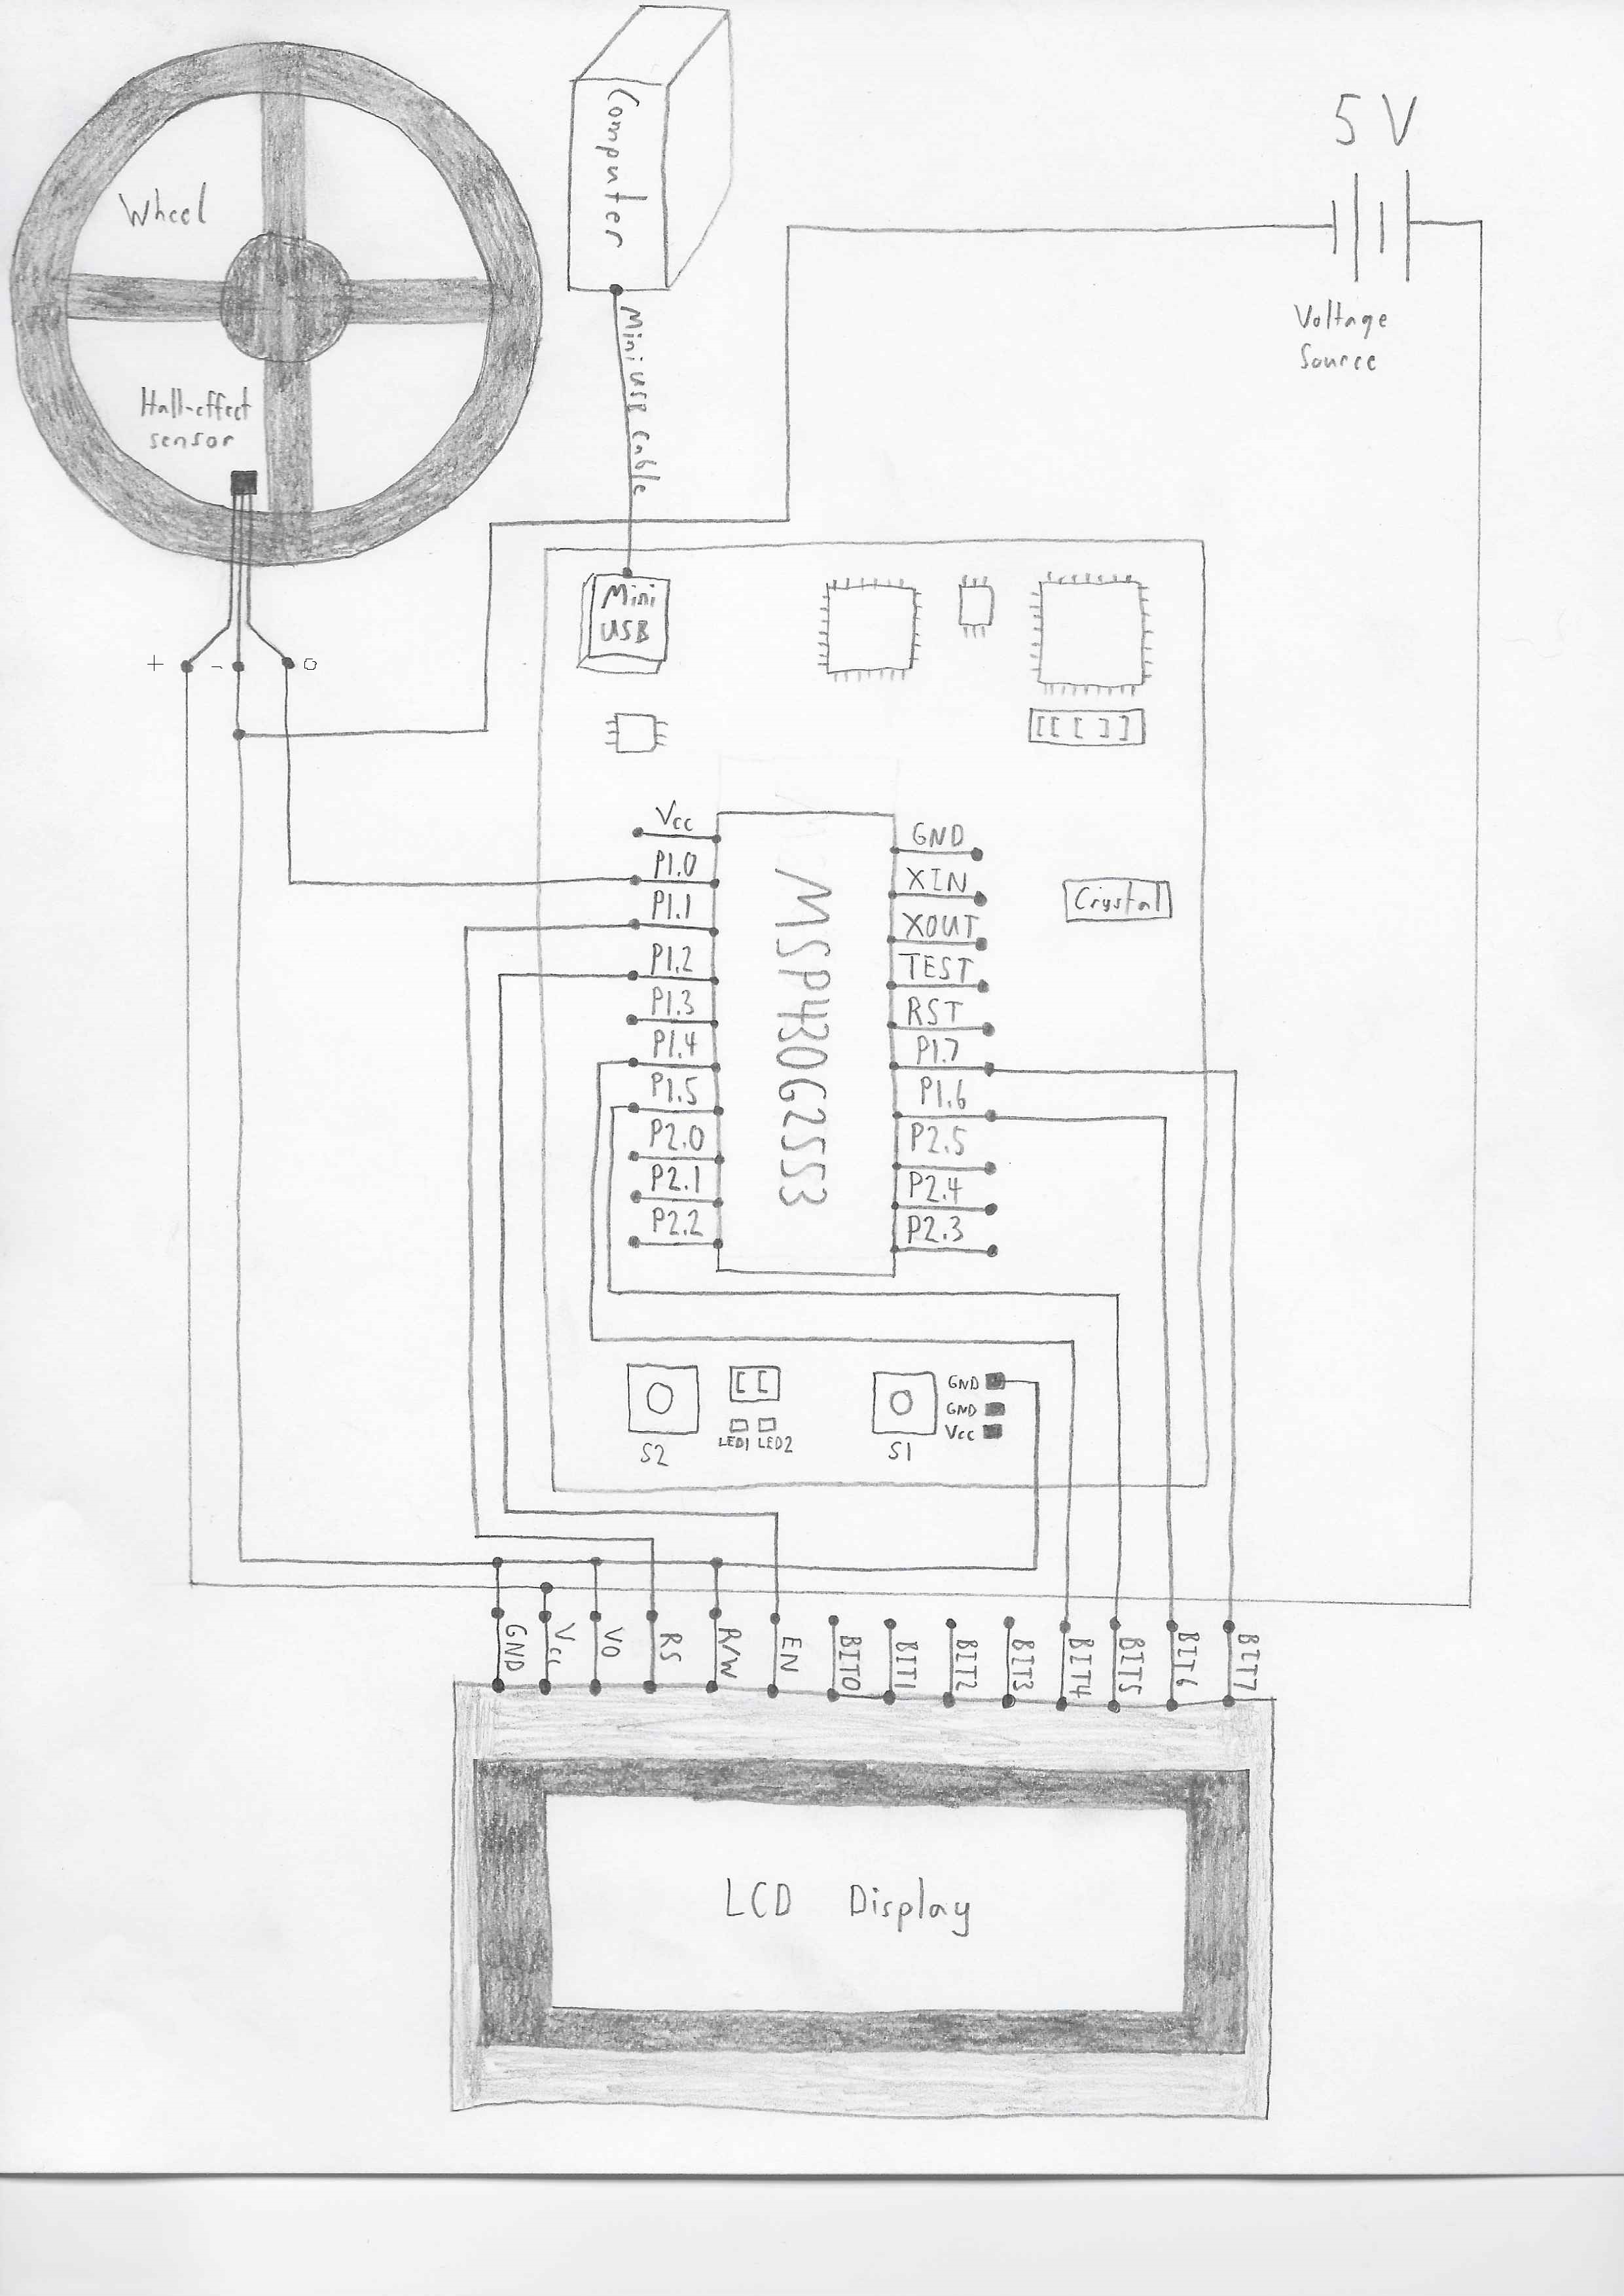 5 V
Computer
Wheel
Voltage
Source
Mini USB Cable
Hall-effect
sensor
Mini
USB
+
-
o
Vcc
P1.0
P1.1
P1.2
P1.3
P1.4
P1.5
P2.0
P2.1
P2.2
MSP430G2553
GND
XIN
XOUT
TEST
RST
P1.7
P1.6
P2.5
P2.4
P2.3
Crystal
S2
LED1 LED2
S1
GND
GND
Vcc
GND
Vcc
VO
RS
R/W
EN
BIT0
BIT1
BIT2
BIT3
BIT4
BIT5
BIT6
BIT7
LCD Display